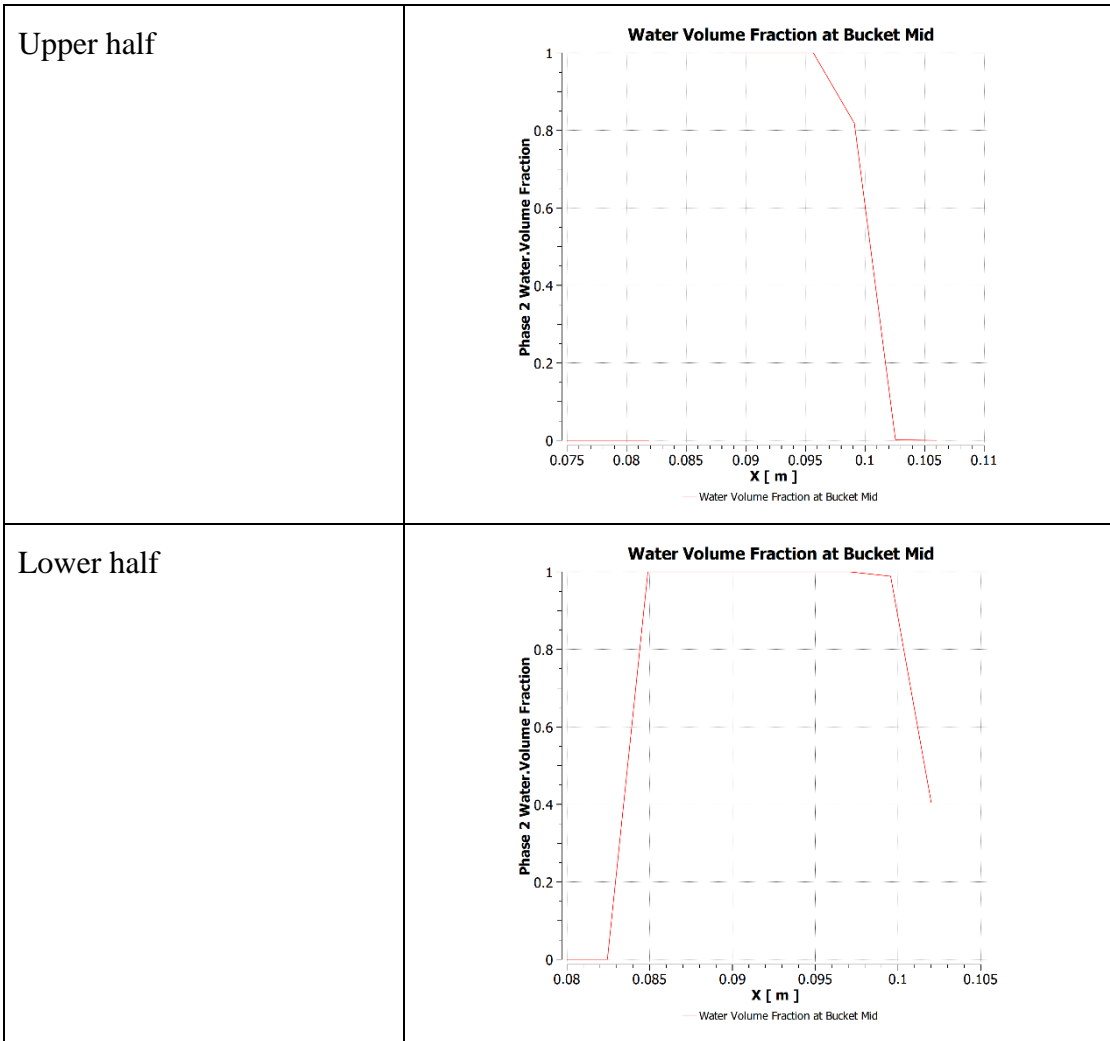 Upper half
Water Volume Fraction at Bucket Mid
Phase 2 Water.Volume Fraction
1
0.8
0.6
0.4
0.2
0
0.075 0.08 0.085 0.09 0.095 0.1 0.105 0.11
X [ m ]
Water Volume Fraction at Bucket Mid
Lower half
Water Volume Fraction at Bucket Mid
Phase 2 Water.Volume Fraction
1
0.8
0.6
0.4
0.2
0
0.08 0.085 0.09 0.095 0.1 0.105
X [ m ]
Water Volume Fraction at Bucket Mid